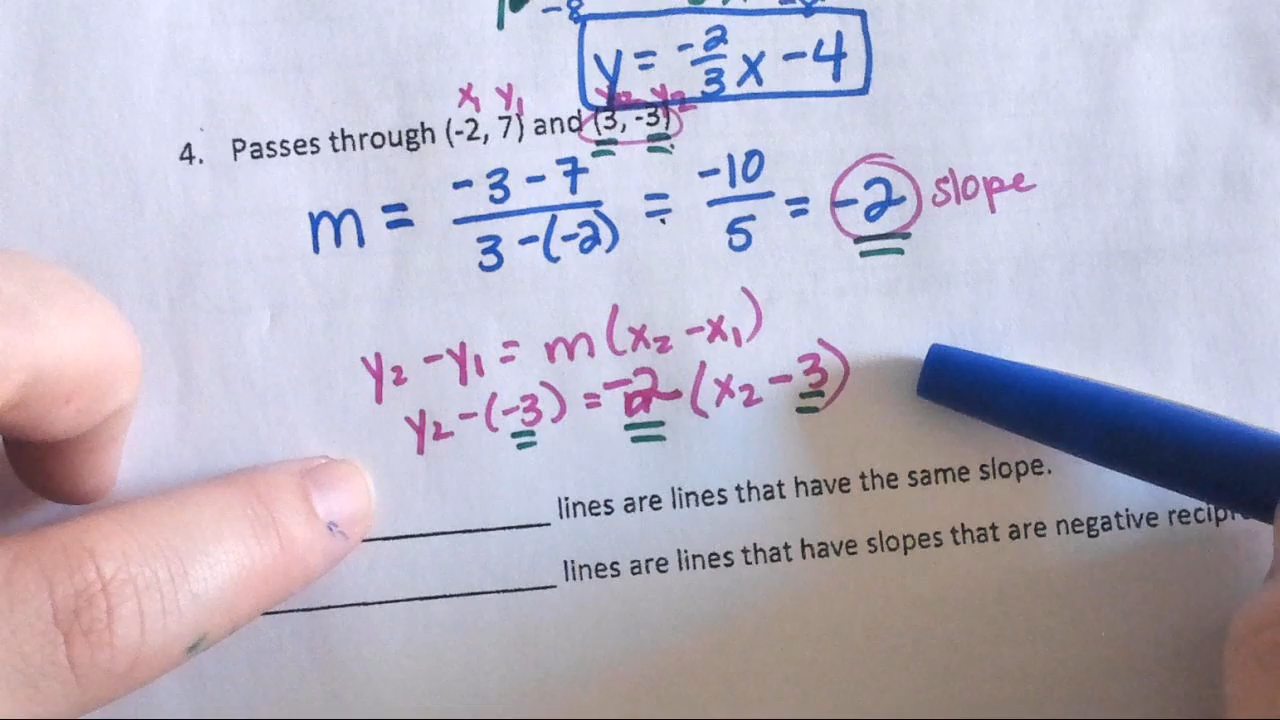 -8
y = -2/3 x - 4
x₁ y₁ x₂ y₂
4. Passes through (-2, 7) and (3, -3)
m = -3 - 7 / 3 - (-2) = -10 / 5 = -2 slope
y₂ - y₁ = m(x₂ - x₁)
y₂ - (-3) = -2(x₂ - 3)
lines are lines that have the same slope.
lines are lines that have slopes that are negative